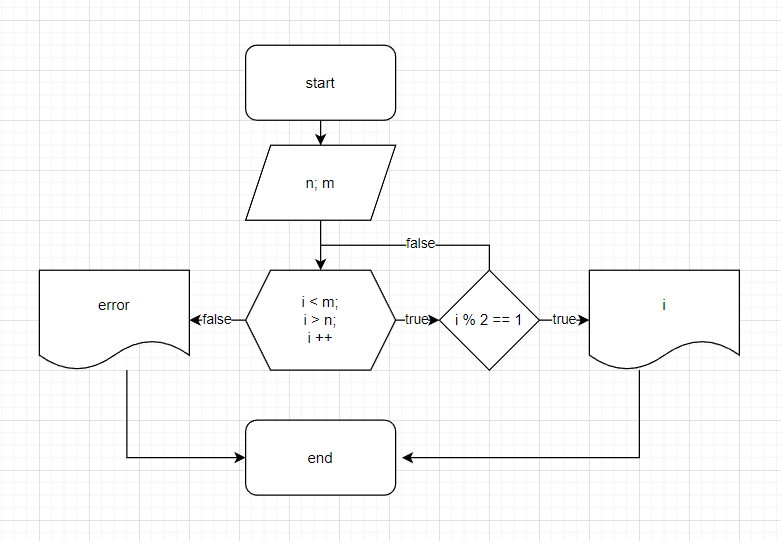 start
n; m
false
error
i < m;
i > n;
i ++
false
true
i % 2 == 1
true
i
end